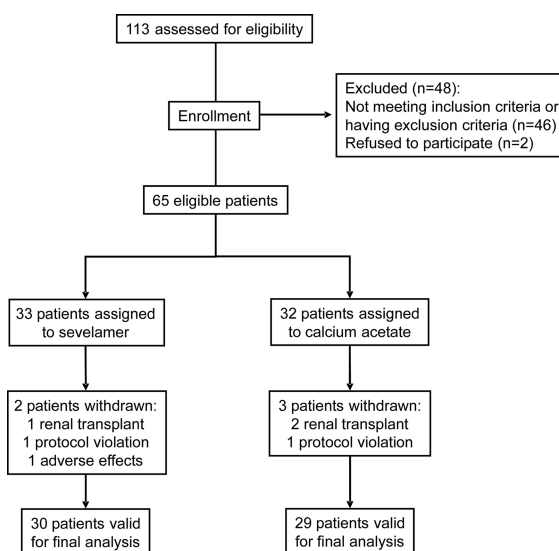 113 assessed for eligibility
Enrollment
Excluded (n=48):
Not meeting inclusion criteria or
having exclusion criteria (n=46)
Refused to participate (n=2)
65 eligible patients
33 patients assigned
to sevelamer
32 patients assigned
to calcium acetate
2 patients withdrawn:
1 renal transplant
1 protocol violation
1 adverse effects
3 patients withdrawn:
2 renal transplant
1 protocol violation
30 patients valid
for final analysis
29 patients valid
for final analysis